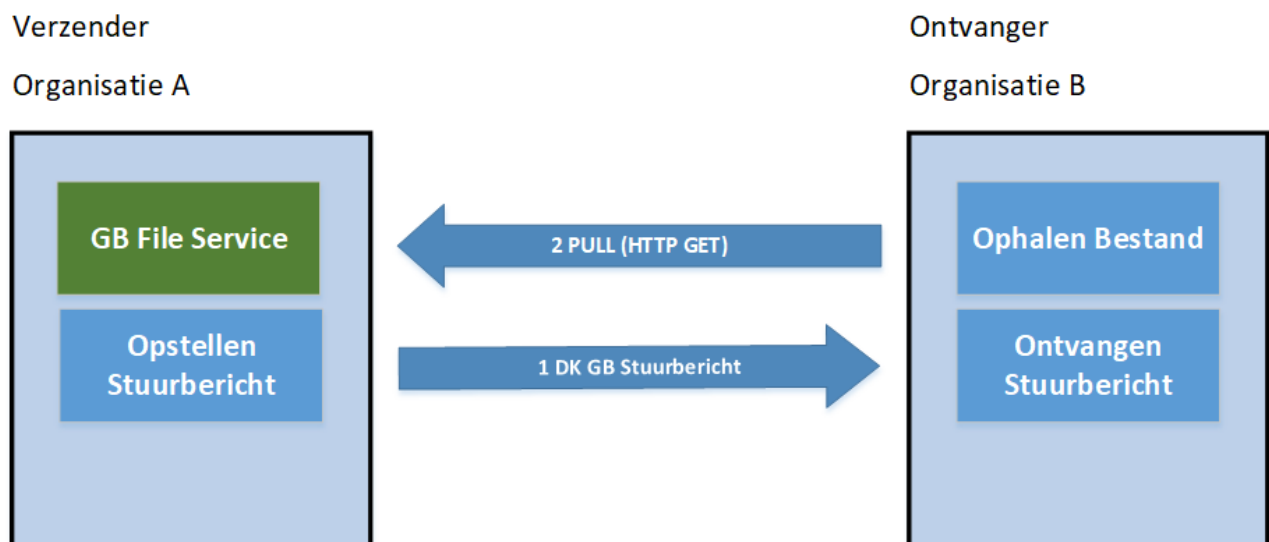 Verzender
Organisatie A
Ontvanger
Organisatie B
GB File Service
2 PULL (HTTP GET)
Ophalen Bestand
Opstellen
Stuurbericht
1 DK GB Stuurbericht
Ontvangen
Stuurbericht